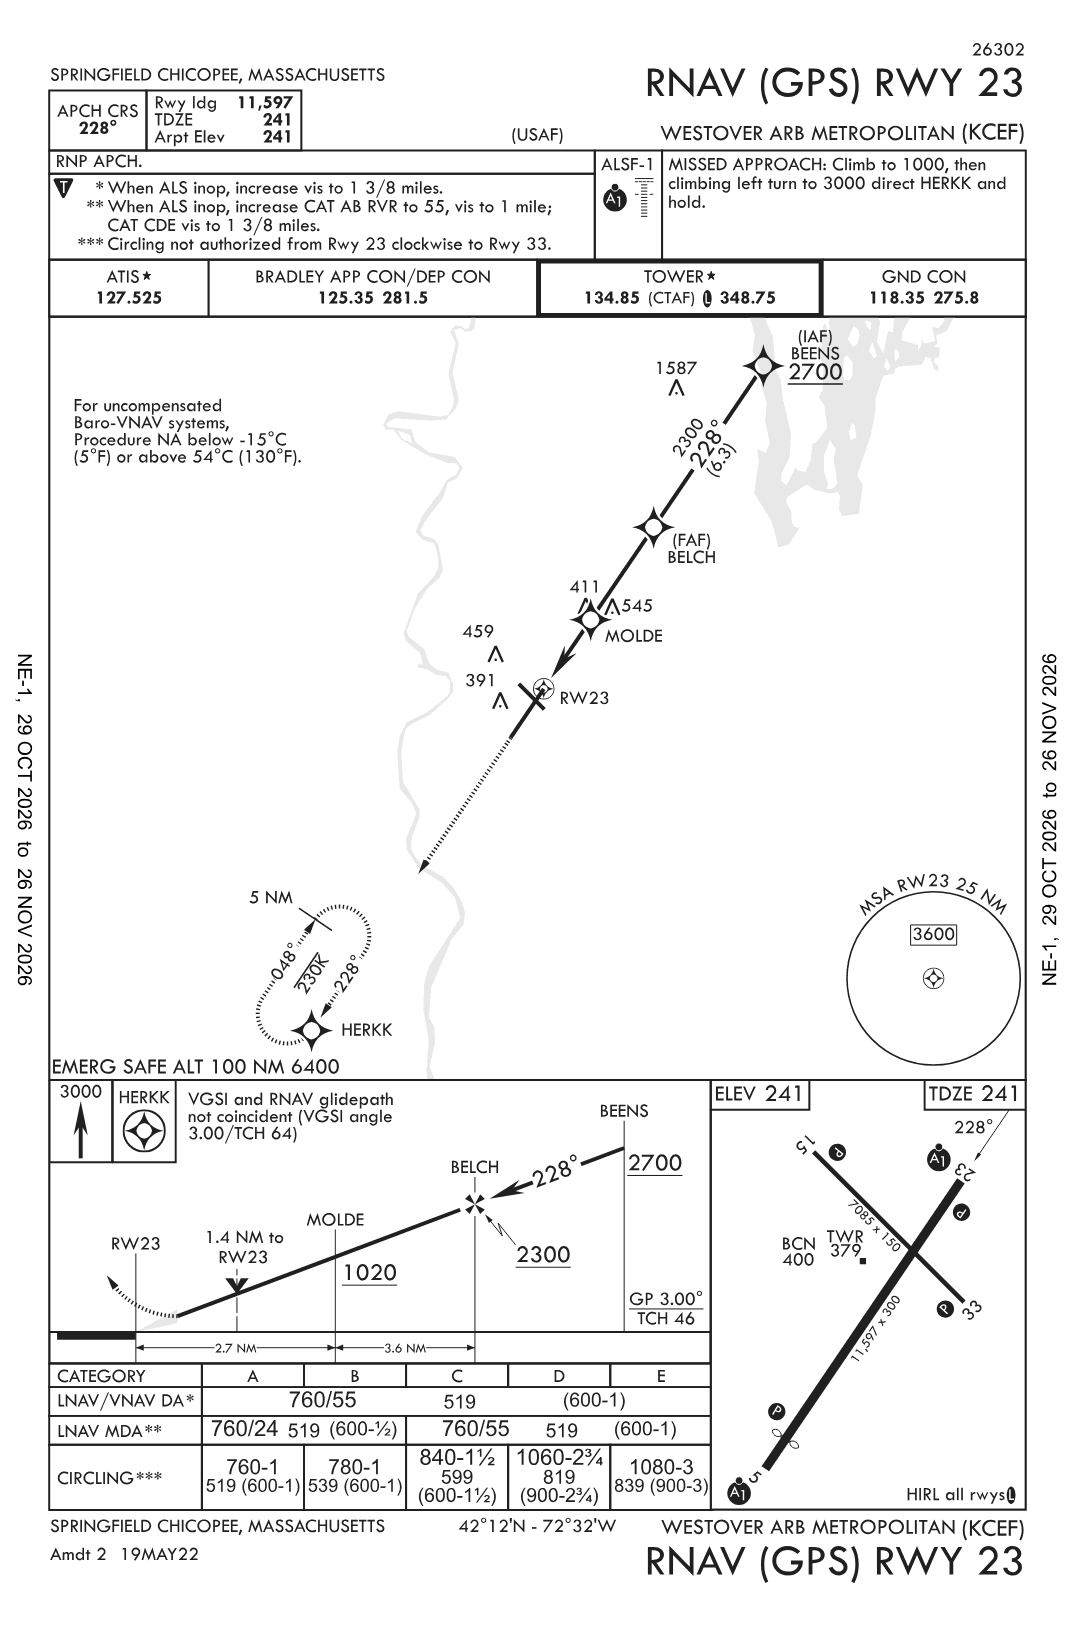 26302
SPRINGFIELD CHICOPEE, MASSACHUSETTS
RNAV (GPS) RWY 23
APCH CRS
228°
Rwy ldg 11,597
TDZE 241
Arpt Elev 241
(USAF)
WESTOVER ARB METROPOLITAN (KCEF)
RNP APCH.
T
* When ALS inop, increase vis to 1 3/8 miles.
** When ALS inop, increase CAT AB RVR to 55, vis to 1 mile;
CAT CDE vis to 1 3/8 miles.
*** Circling not authorized from Rwy 23 clockwise to Rwy 33.
ALSF-1
A1
MISSED APPROACH: Climb to 1000, then
climbing left turn to 3000 direct HERKK and
hold.
ATIS★
127.525
BRADLEY APP CON/DEP CON
125.35 281.5
TOWER★
134.85 (CTAF) L 348.75
GND CON
118.35 275.8
For uncompensated
Baro-VNAV systems,
Procedure NA below -15°C
(5°F) or above 54°C (130°F).
(IAF)
BEENS
2700
1587
2300
228°
(6.3)
(FAF)
BELCH
411
545
MOLDE
459
391
RW23
5 NM
048°
230K
228°
HERKK
MSA RW23 25 NM
3600
EMERG SAFE ALT 100 NM 6400
NE-1, 29 OCT 2026 to 26 NOV 2026
NE-1, 29 OCT 2026 to 26 NOV 2026
3000
HERKK
VGSI and RNAV glidepath
not coincident (VGSI angle
3.00/TCH 64)
BEENS
2700
228°
BELCH
2300
MOLDE
1020
1.4 NM to
RW23
RW23
GP 3.00°
TCH 46
2.7 NM
3.6 NM
ELEV 241
TDZE 241
228°
15
P
A1
23
P
7085 x 150
TWR
379
BCN
400
P
33
11,597 x 300
P
5
A1
HIRL all rwys L
CATEGORY A B C D E
LNAV/VNAV DA* 760/55 519 (600-1)
LNAV MDA** 760/24 519 (600-½) 760/55 519 (600-1)
CIRCLING***
760-1
519 (600-1)
780-1
539 (600-1)
840-1½
599
(600-1½)
1060-2¾
819
(900-2¾)
1080-3
839 (900-3)
SPRINGFIELD CHICOPEE, MASSACHUSETTS
42°12'N - 72°32'W
WESTOVER ARB METROPOLITAN (KCEF)
Amdt 2 19MAY22
RNAV (GPS) RWY 23